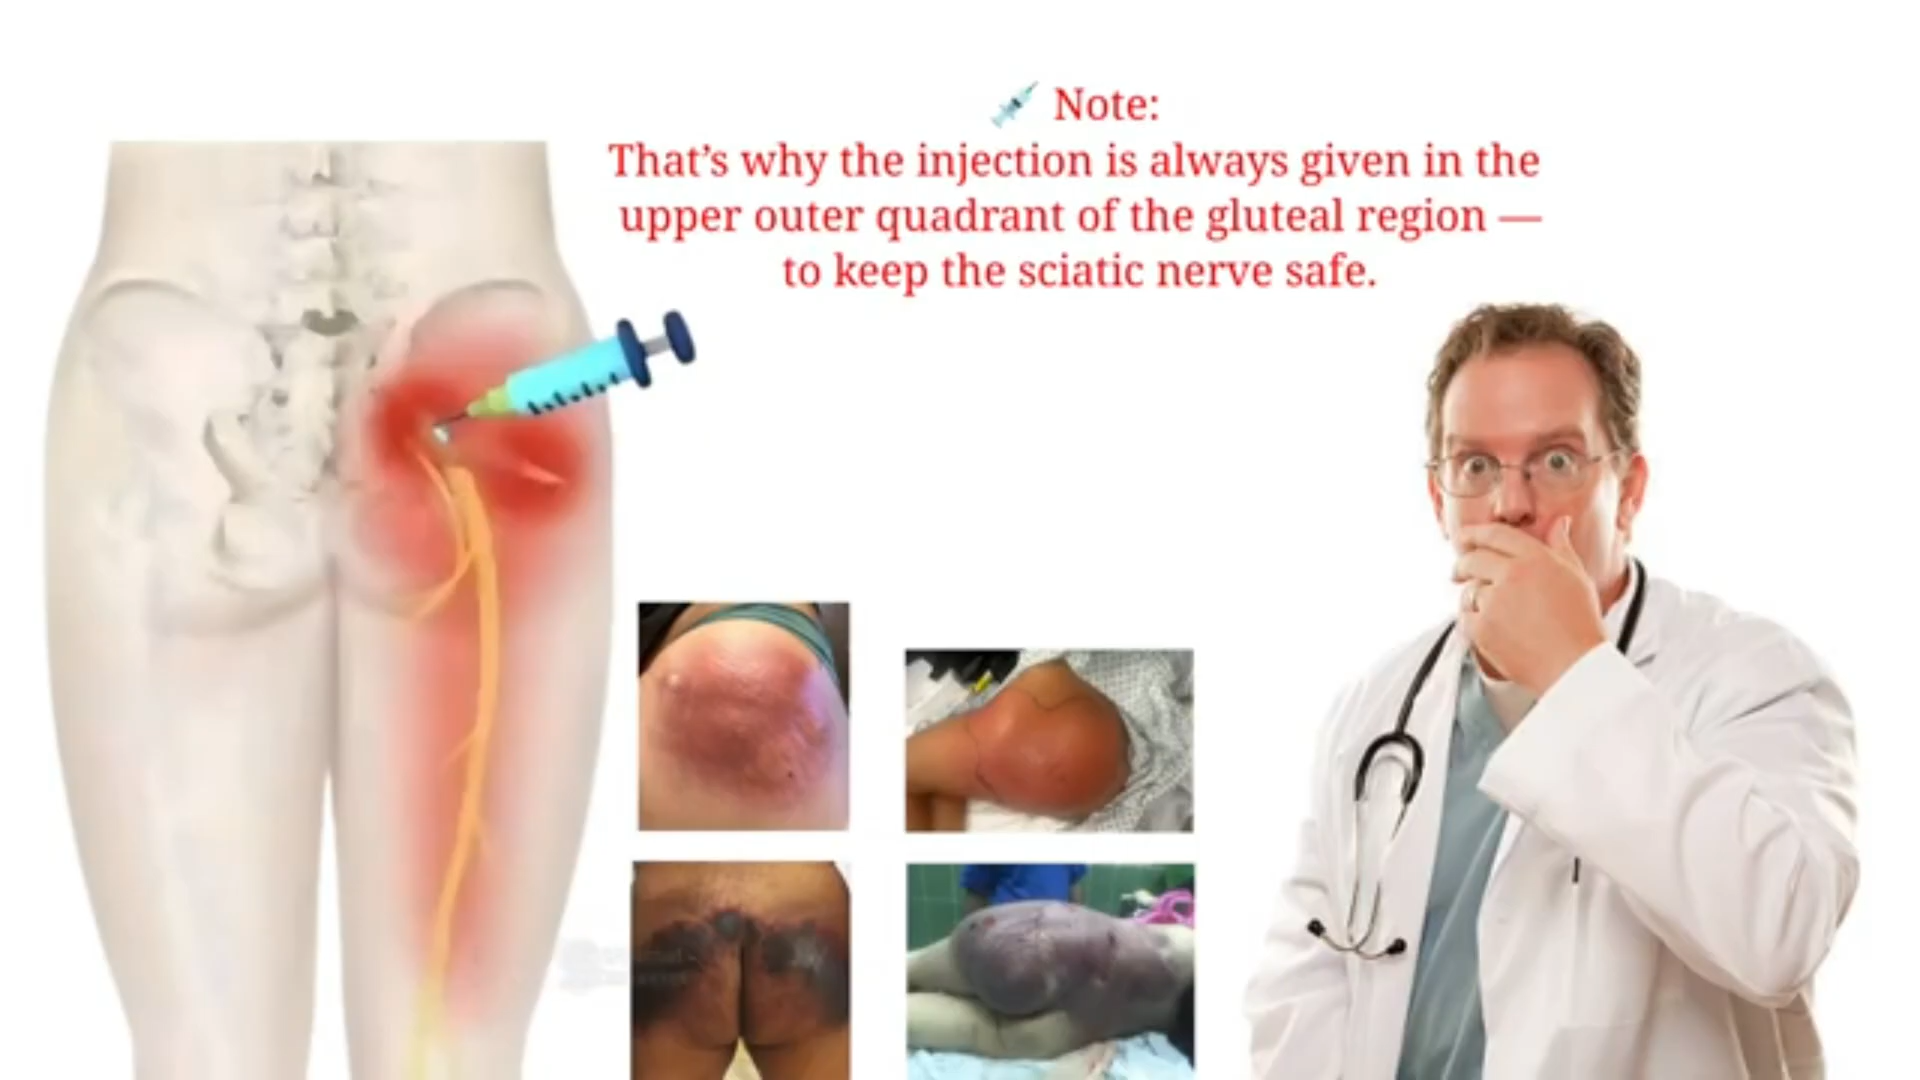 💉 Note:
That's why the injection is always given in the
upper outer quadrant of the gluteal region —
to keep the sciatic nerve safe.